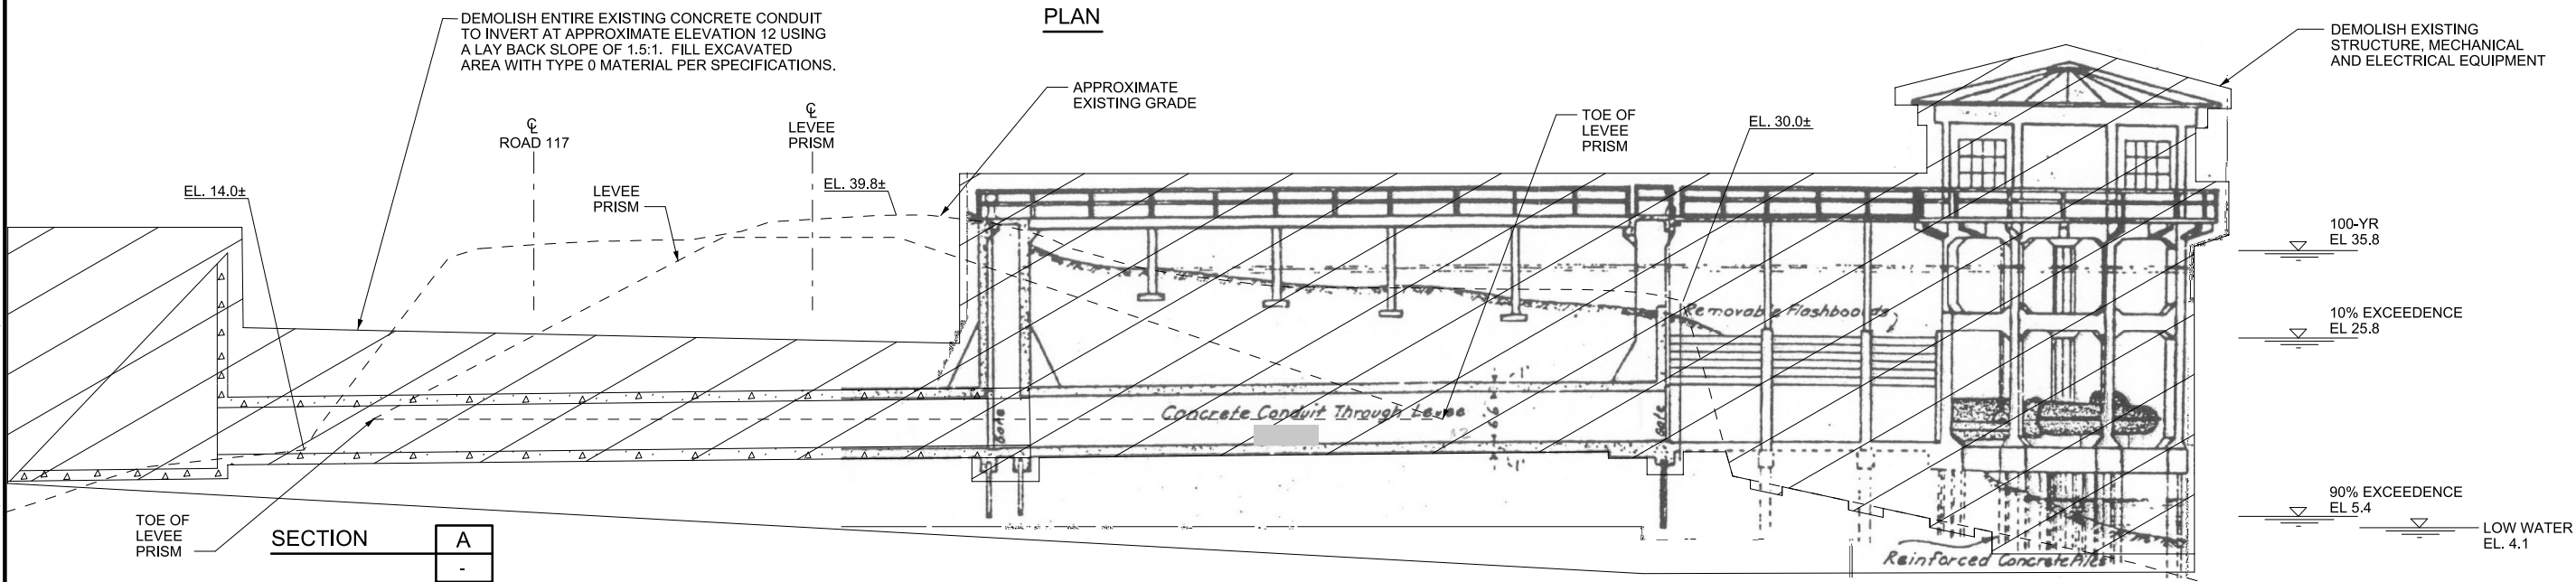 PLAN
DEMOLISH ENTIRE EXISTING CONCRETE CONDUIT
TO INVERT AT APPROXIMATE ELEVATION 12 USING
A LAY BACK SLOPE OF 1.5:1. FILL EXCAVATED
AREA WITH TYPE 0 MATERIAL PER SPECIFICATIONS.
DEMOLISH EXISTING
STRUCTURE, MECHANICAL
AND ELECTRICAL EQUIPMENT
APPROXIMATE
EXISTING GRADE
℄
ROAD 117
℄
LEVEE
PRISM
TOE OF
LEVEE
PRISM
EL. 30.0±
EL. 14.0±
LEVEE
PRISM
EL. 39.8±
100-YR
EL 35.8
Removable Flashboards
10% EXCEEDENCE
EL 25.8
Concrete Conduit Through Levee
Gate
Gate
90% EXCEEDENCE
EL 5.4
LOW WATER
EL. 4.1
TOE OF
LEVEE
PRISM
SECTION
A
-
Reinforced Concrete Piles